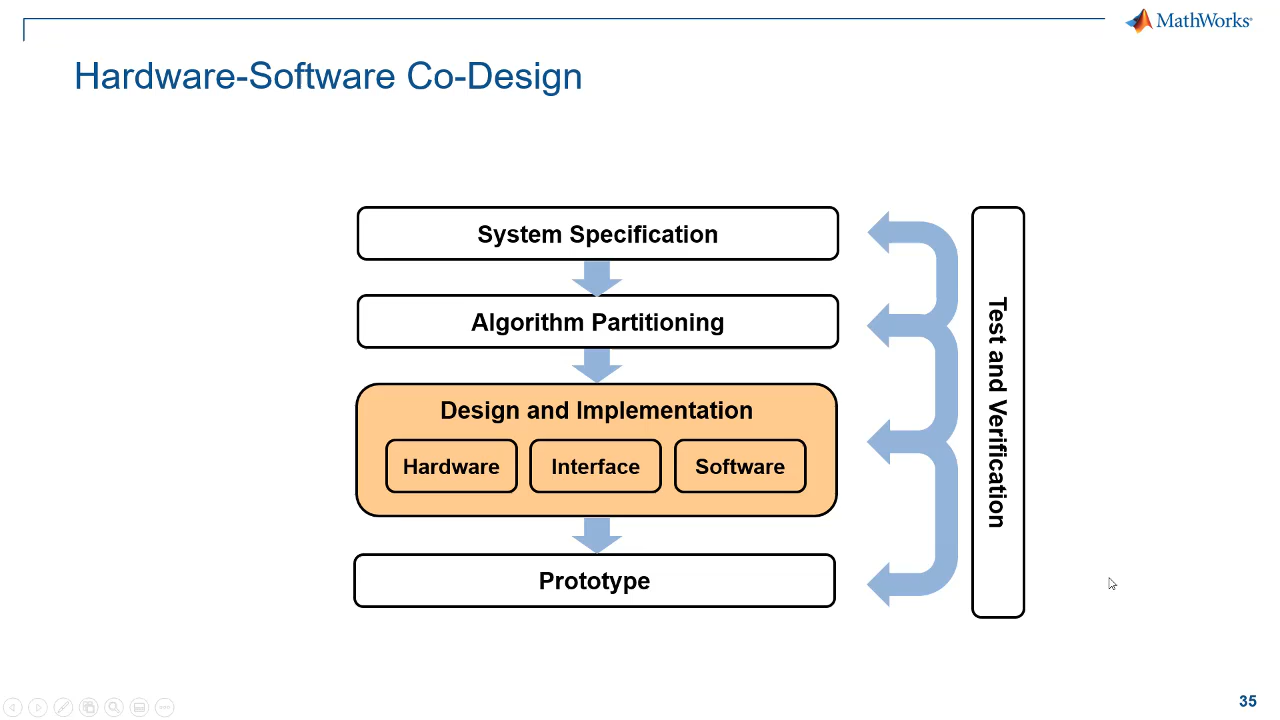 MathWorks
Hardware-Software Co-Design
System Specification
Algorithm Partitioning
Design and Implementation
Hardware
Interface
Software
Prototype
Test and Verification
35